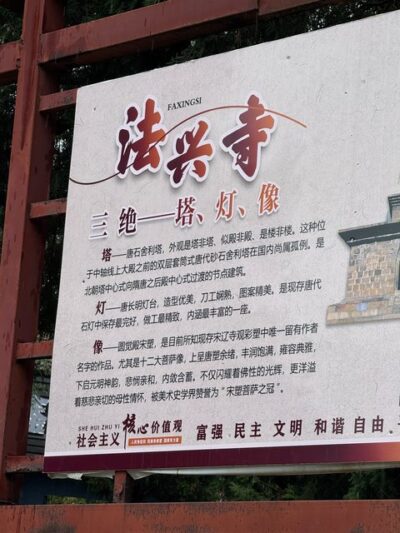 FAXINGSI
法兴寺
三绝——塔、灯、像
塔——唐石舍利塔，外观是塔非塔、似殿非殿、是楼非楼。这种位
于中轴线上大殿之前的双层套筒式唐代砂石舍利塔在国内尚属孤例。是
北朝塔中心式向隋唐之后殿中心式过渡的节点建筑。
灯——唐长明灯台，造型优美，刀工娴熟，图案精美。是现存唐代
石灯中保存最完好，做工最精致，内涵最丰富的一座。
像——圆觉殿宋塑，是目前所知现存宋辽寺观彩塑中唯一留有作者
名字的作品。尤其是十二大菩萨像，上呈唐塑余绪，丰润饱满，雍容典雅，
下启元明神韵，悲悯亲和，内敛含蓄。不仅闪耀着佛性的光辉，更洋溢
着慈悲亲切的母性情怀，被美术史学界赞誉为“宋塑菩萨之冠”。
SHE HUI ZHU YI
社会主义核心价值观
富强 民主 文明 和谐 自由